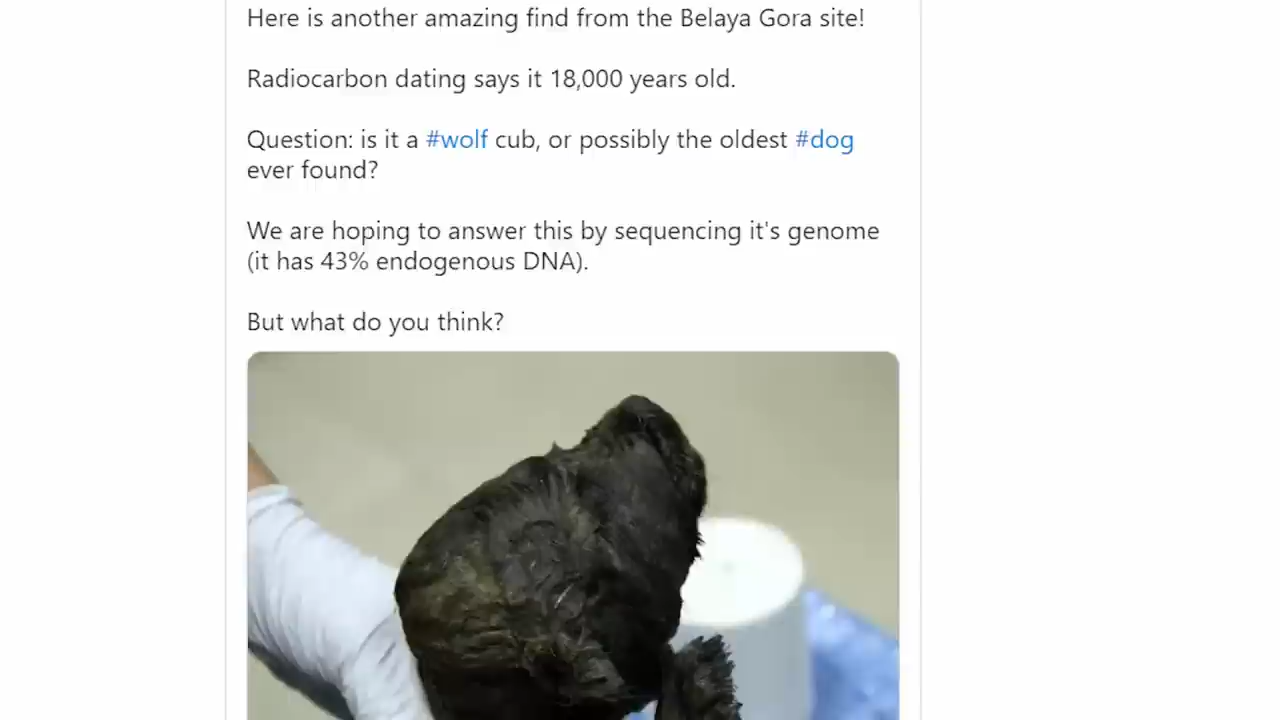 Here is another amazing find from the Belaya Gora site!
Radiocarbon dating says it 18,000 years old.
Question: is it a #wolf cub, or possibly the oldest #dog
ever found?
We are hoping to answer this by sequencing it's genome
(it has 43% endogenous DNA).
But what do you think?